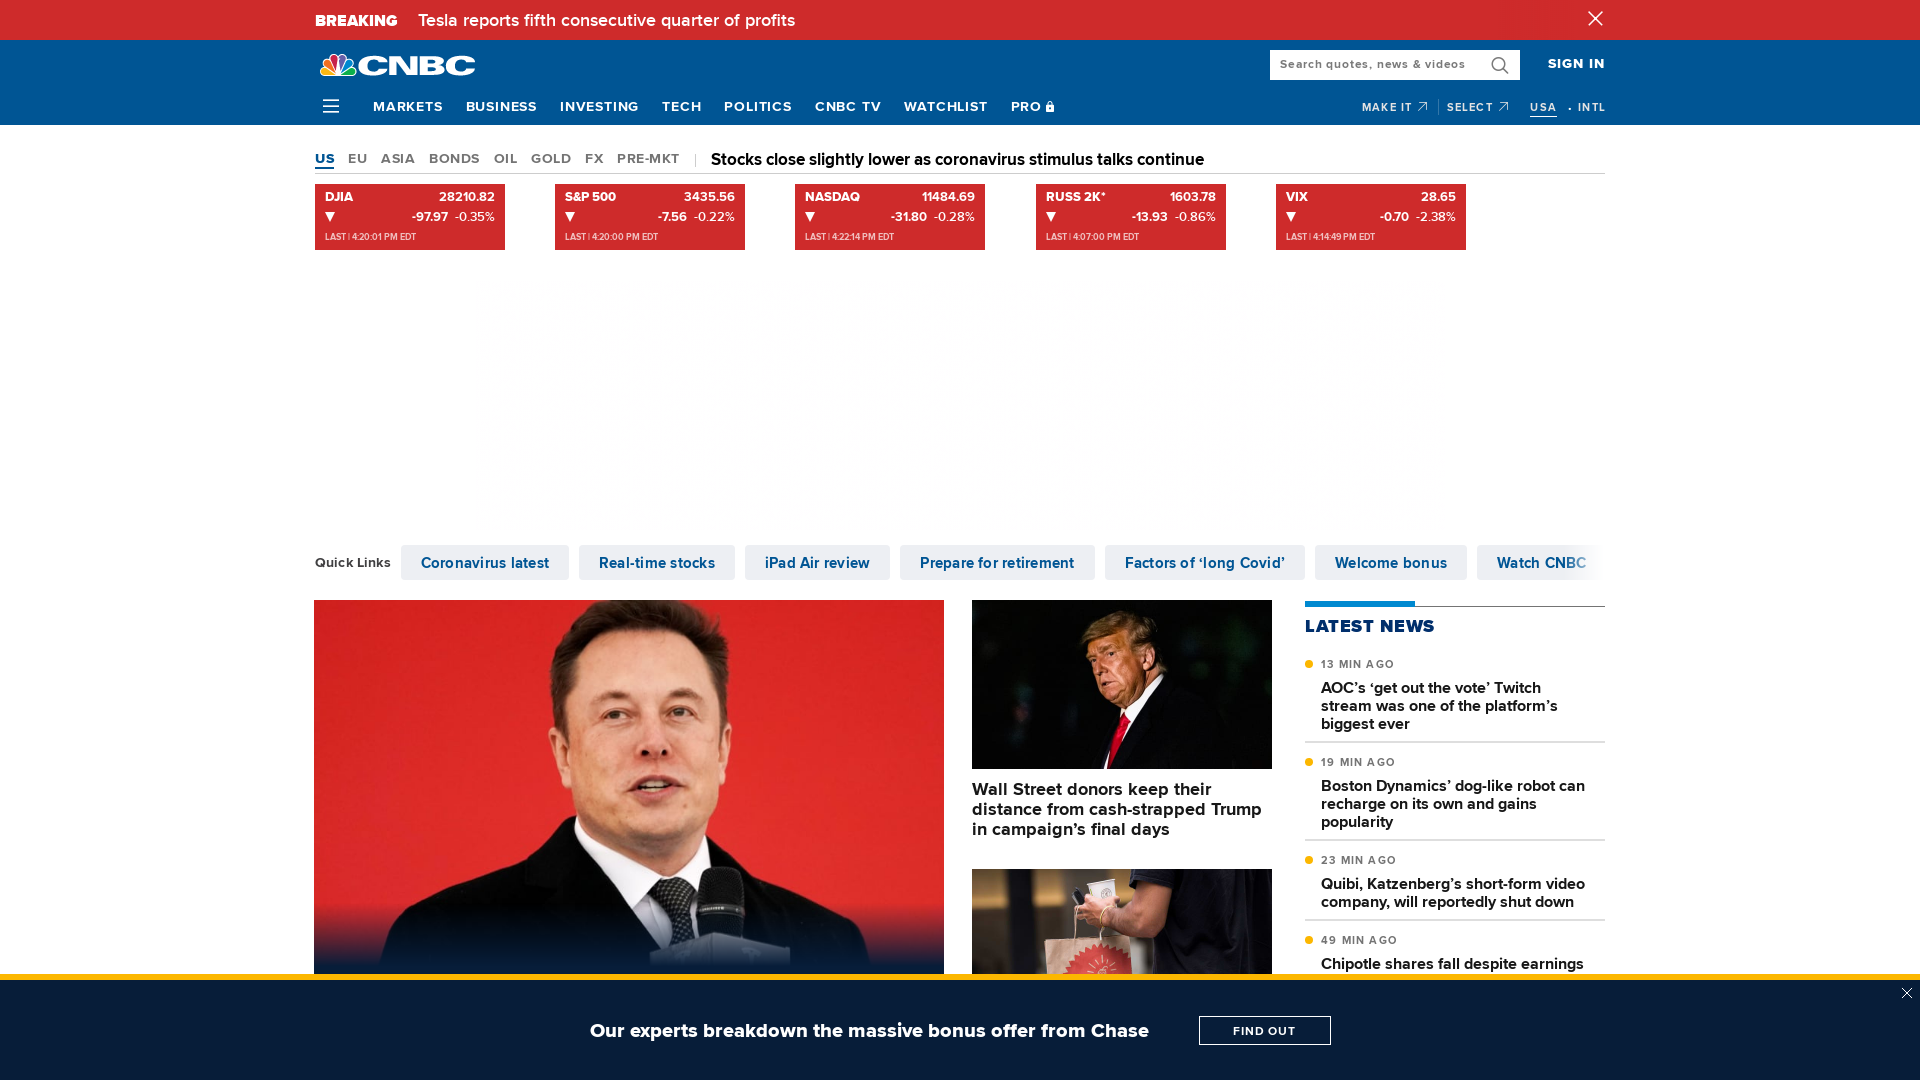 BREAKING Tesla reports fifth consecutive quarter of profits
CNBC
Search quotes, news & videos
SIGN IN
MARKETS BUSINESS INVESTING TECH POLITICS CNBC TV WATCHLIST PRO
MAKE IT SELECT USA • INTL
US EU ASIA BONDS OIL GOLD FX PRE-MKT
Stocks close slightly lower as coronavirus stimulus talks continue
DJIA 28210.82
▼ -97.97 -0.35%
LAST | 4:20:01 PM EDT
S&P 500 3435.56
▼ -7.56 -0.22%
LAST | 4:20:00 PM EDT
NASDAQ 11484.69
▼ -31.80 -0.28%
LAST | 4:22:14 PM EDT
RUSS 2K* 1603.78
▼ -13.93 -0.86%
LAST | 4:07:00 PM EDT
VIX 28.65
▼ -0.70 -2.38%
LAST | 4:14:49 PM EDT
Quick Links Coronavirus latest Real-time stocks iPad Air review Prepare for retirement Factors of ‘long Covid’ Welcome bonus Watch CNBC
Wall Street donors keep their
distance from cash-strapped Trump
in campaign’s final days
LATEST NEWS
13 MIN AGO
AOC’s ‘get out the vote’ Twitch
stream was one of the platform’s
biggest ever
19 MIN AGO
Boston Dynamics’ dog-like robot can
recharge on its own and gains
popularity
23 MIN AGO
Quibi, Katzenberg’s short-form video
company, will reportedly shut down
49 MIN AGO
Chipotle shares fall despite earnings
Our experts breakdown the massive bonus offer from Chase
FIND OUT